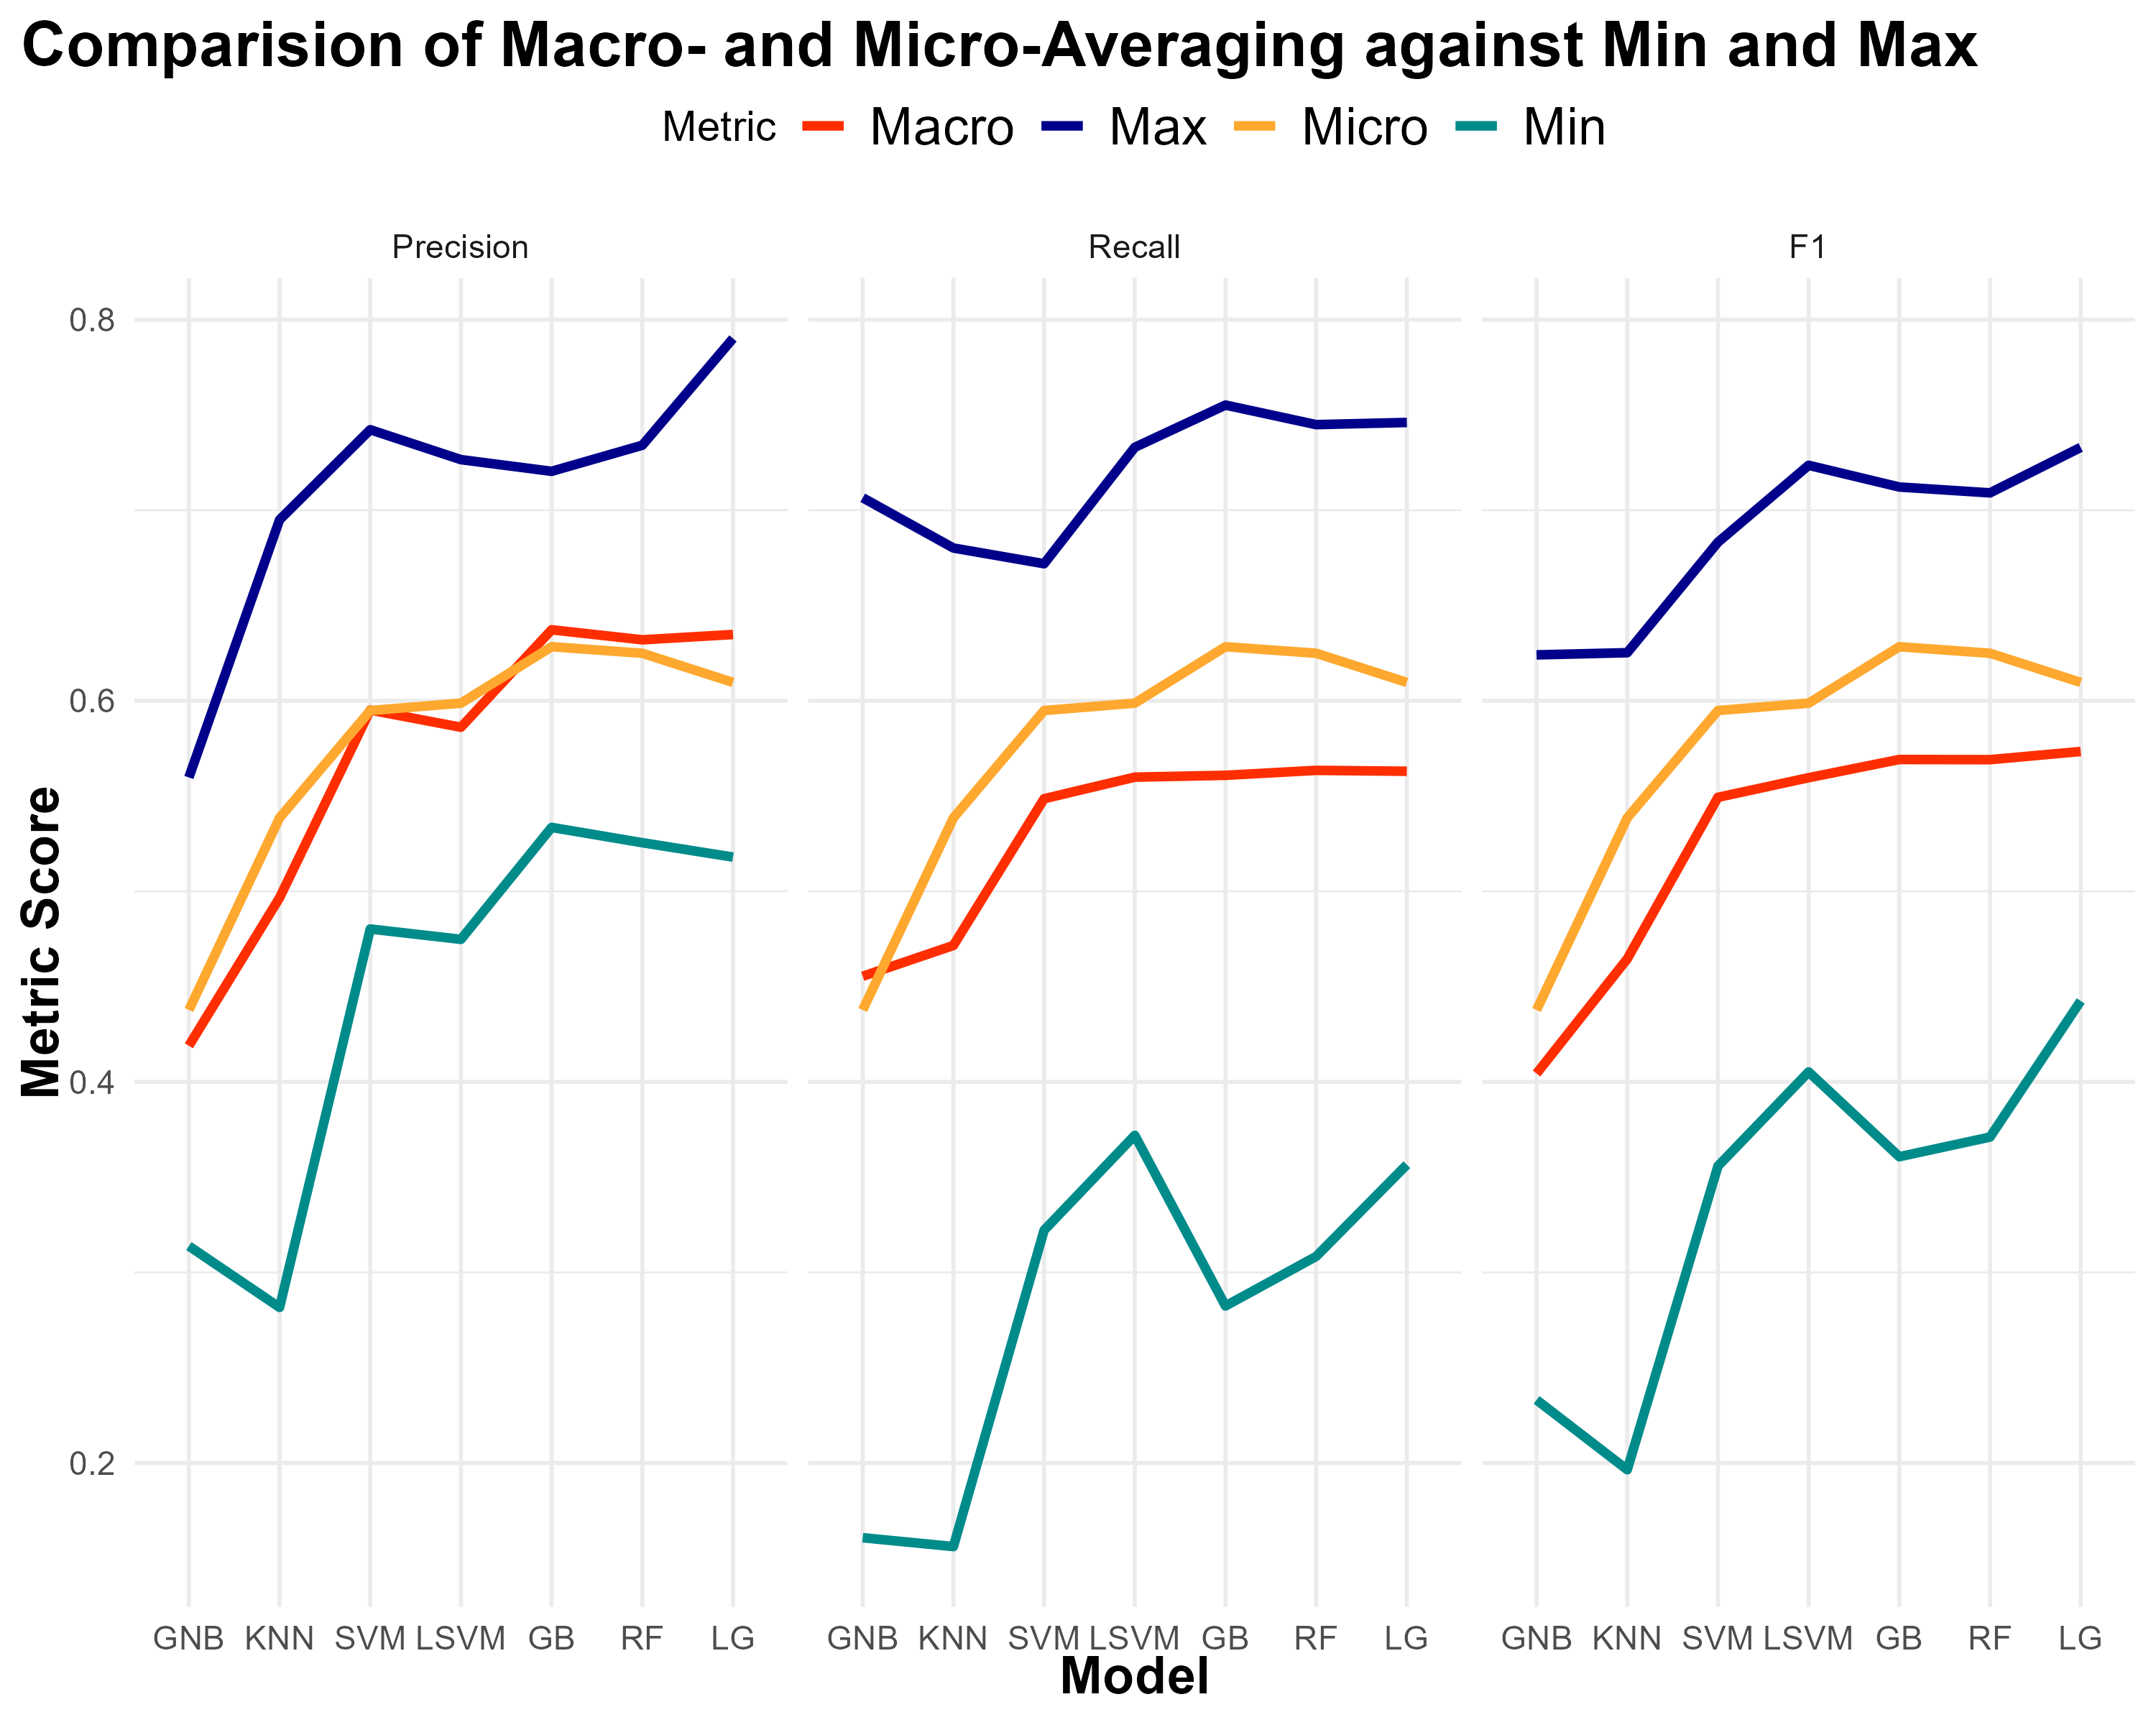 Comparision of Macro- and Micro-Averaging against Min and Max
Metric Macro Max Micro Min
Precision Recall F1
0.8
0.6
0.4
0.2
Metric Score
GNB KNN SVM LSVM GB RF LG GNB KNN SVM LSVM GB RF LG GNB KNN SVM LSVM GB RF LG
Model